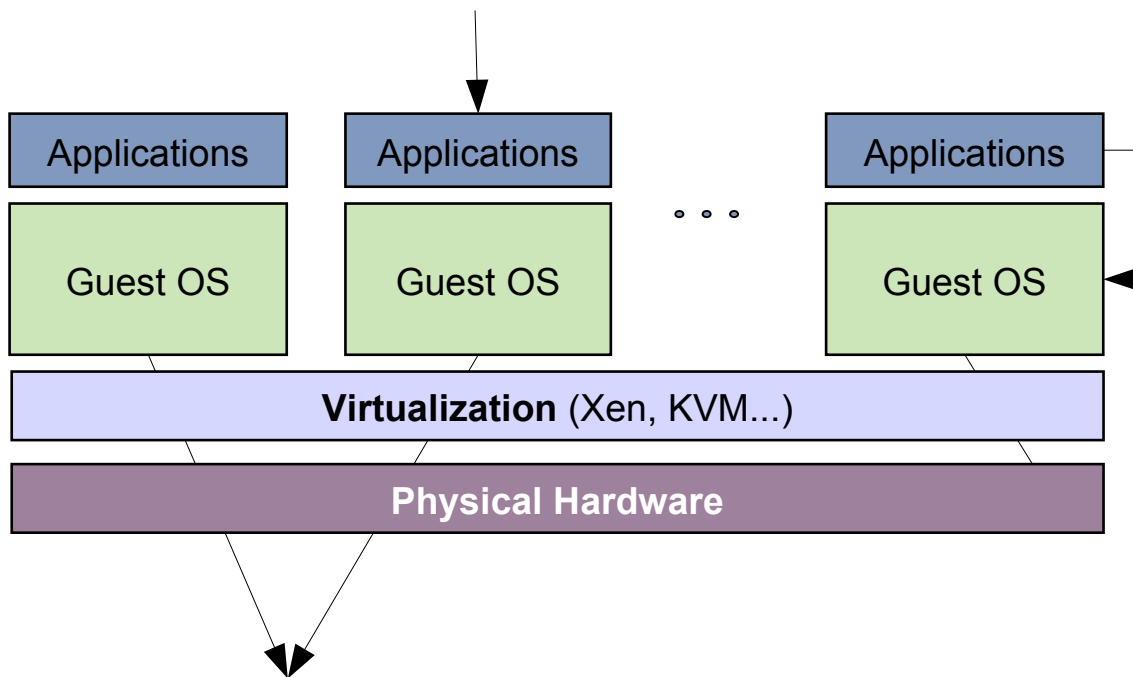 Applications
Applications
Applications
Guest OS
Guest OS
Guest OS
Virtualization (Xen, KVM...)
Physical Hardware